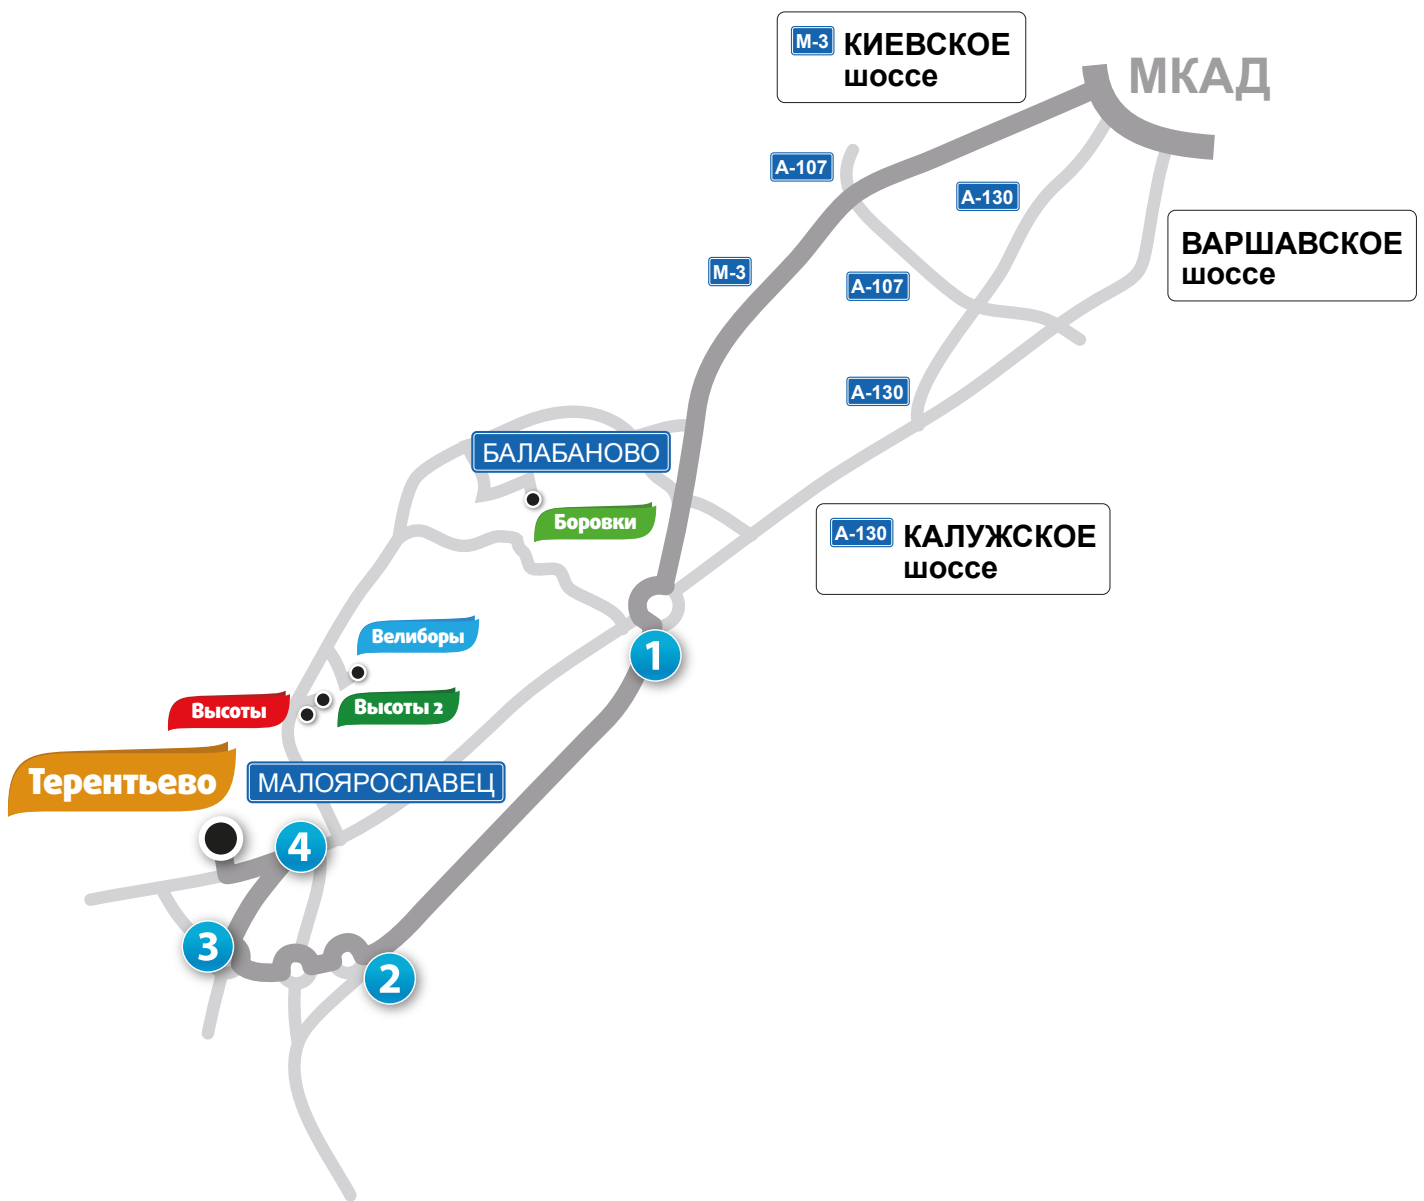 М-3 КИЕВСКОЕ
шоссе
МКАД
А-107
А-130
ВАРШАВСКОЕ
шоссе
М-3
А-107
А-130
БАЛАБАНОВО
Боровки
А-130 КАЛУЖСКОЕ
шоссе
Велиборы
1
Высоты
Высоты 2
Терентьево
МАЛОЯРОСЛАВЕЦ
4
3
2